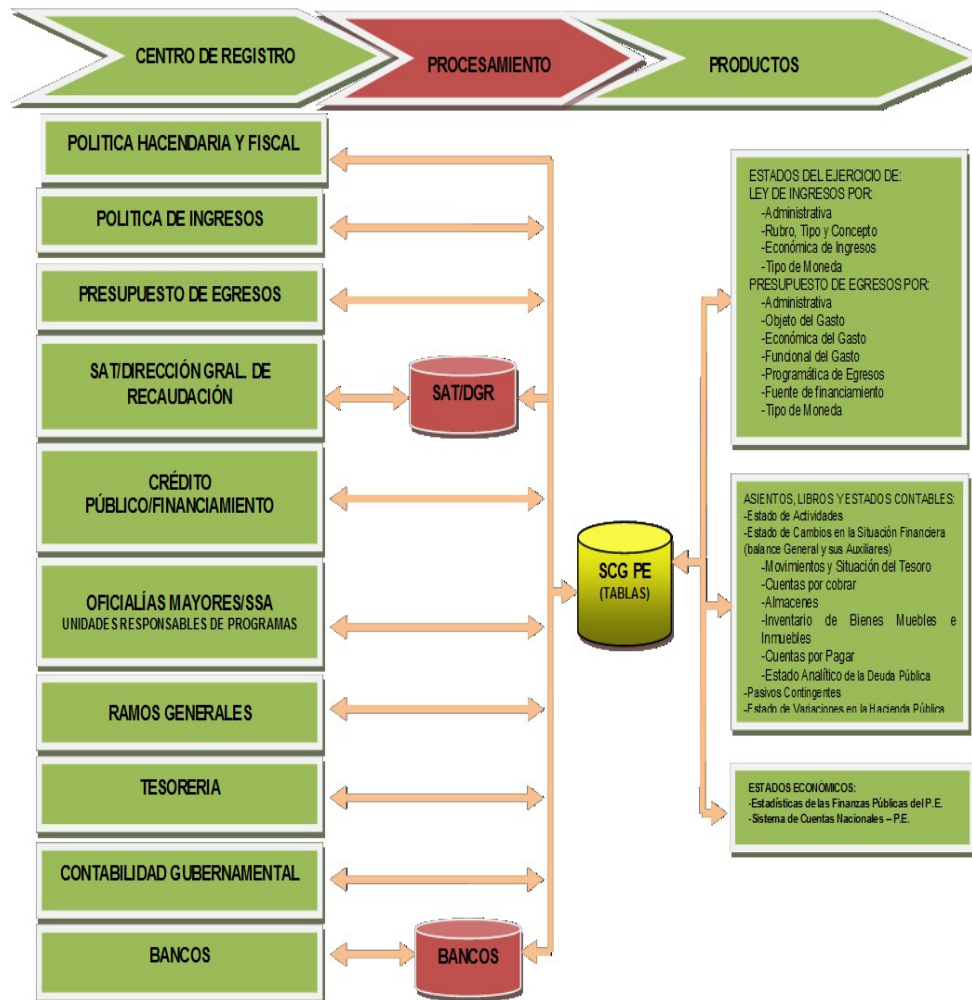 CENTRO DE REGISTRO
PROCESAMIENTO
PRODUCTOS
POLITICA HACENDARIA Y FISCAL
POLITICA DE INGRESOS
PRESUPUESTO DE EGRESOS
SAT/DIRECCIÓN GRAL. DE
RECAUDACIÓN
CRÉDITO
PÚBLICO/FINANCIAMIENTO
OFICIALÍAS MAYORES/SSA
UNIDADES RESPONSABLES DE PROGRAMAS
RAMOS GENERALES
TESORERIA
CONTABILIDAD GUBERNAMENTAL
BANCOS
SAT/DGR
BANCOS
SCG PE
(TABLAS)
ESTADOS DEL EJERCICIO DE:
LEY DE INGRESOS POR:
-Administrativa
-Rubro, Tipo y Concepto
-Económica de Ingresos
-Tipo de Moneda
PRESUPUESTO DE EGRESOS POR:
-Administrativa
-Objeto del Gasto
-Económica del Gasto
-Funcional del Gasto
-Programática de Egresos
-Fuente de financiamiento
-Tipo de Moneda
ASIENTOS, LIBROS Y ESTADOS CONTABLES:
-Estado de Actividades
-Estado de Cambios en la Situación Financiera
(balance General y sus Auxiliares)
-Movimientos y Situación del Tesoro
-Cuentas por cobrar
-Almacenes
-Inventario de Bienes Muebles e
Inmuebles
-Cuentas por Pagar
-Estado Analítico de la Deuda Pública
-Pasivos Contingentes
-Estado de Variaciones en la Hacienda Pública
ESTADOS ECONÓMICOS:
-Estadísticas de las Finanzas Públicas del P.E.
-Sistema de Cuentas Nacionales – P.E.